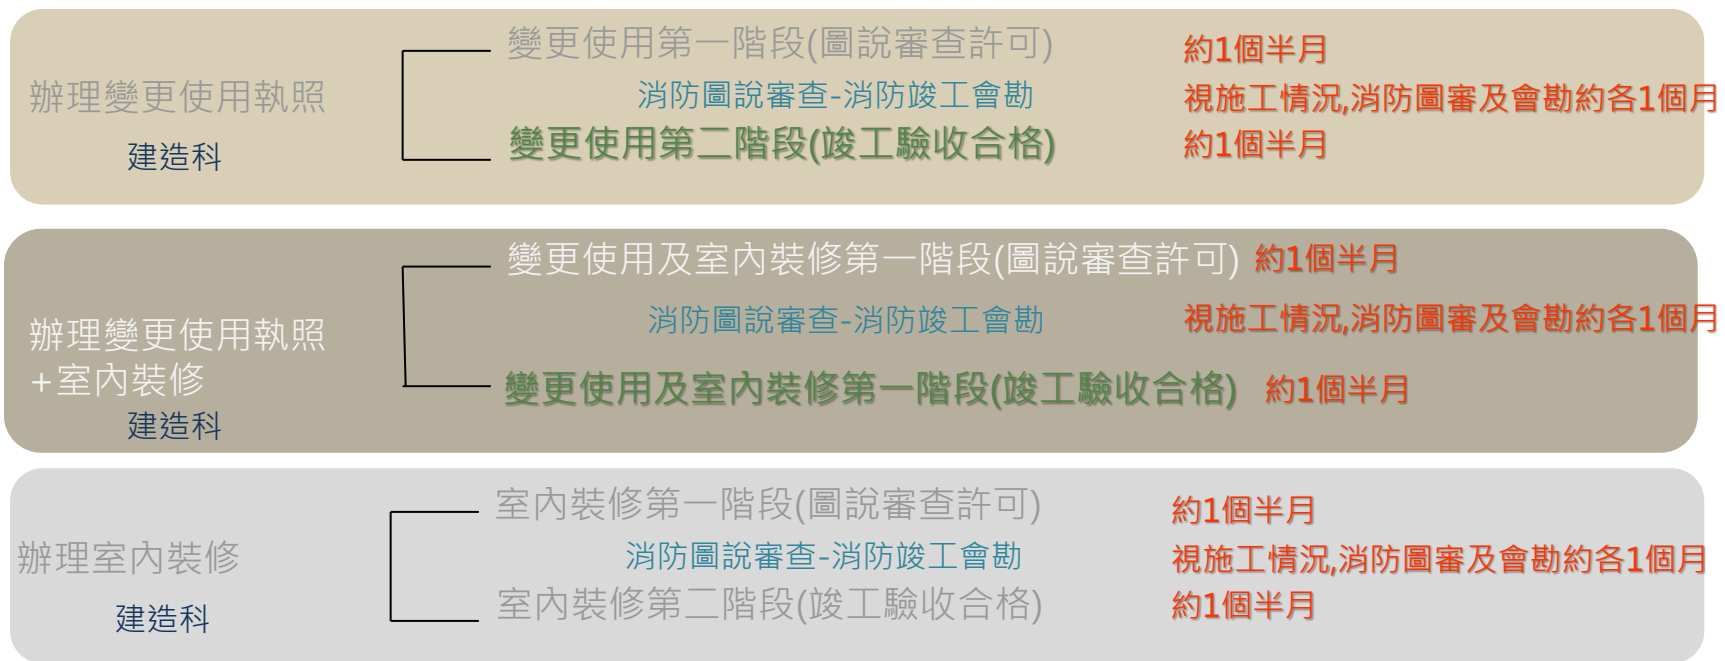 變更使用第一階段(圖說審查許可) 約1個半月
辦理變更使用執照 消防圖說審查-消防竣工會勘 視施工情況,消防圖審及會勘約各1個月
建造科 變更使用第二階段(竣工驗收合格) 約1個半月
變更使用及室內裝修第一階段(圖說審查許可) 約1個半月
消防圖說審查-消防竣工會勘 視施工情況,消防圖審及會勘約各1個月
辦理變更使用執照
+室內裝修 變更使用及室內裝修第一階段(竣工驗收合格) 約1個半月
建造科
室內裝修第一階段(圖說審查許可) 約1個半月
辦理室內裝修 消防圖說審查-消防竣工會勘 視施工情況,消防圖審及會勘約各1個月
建造科 室內裝修第二階段(竣工驗收合格) 約1個半月